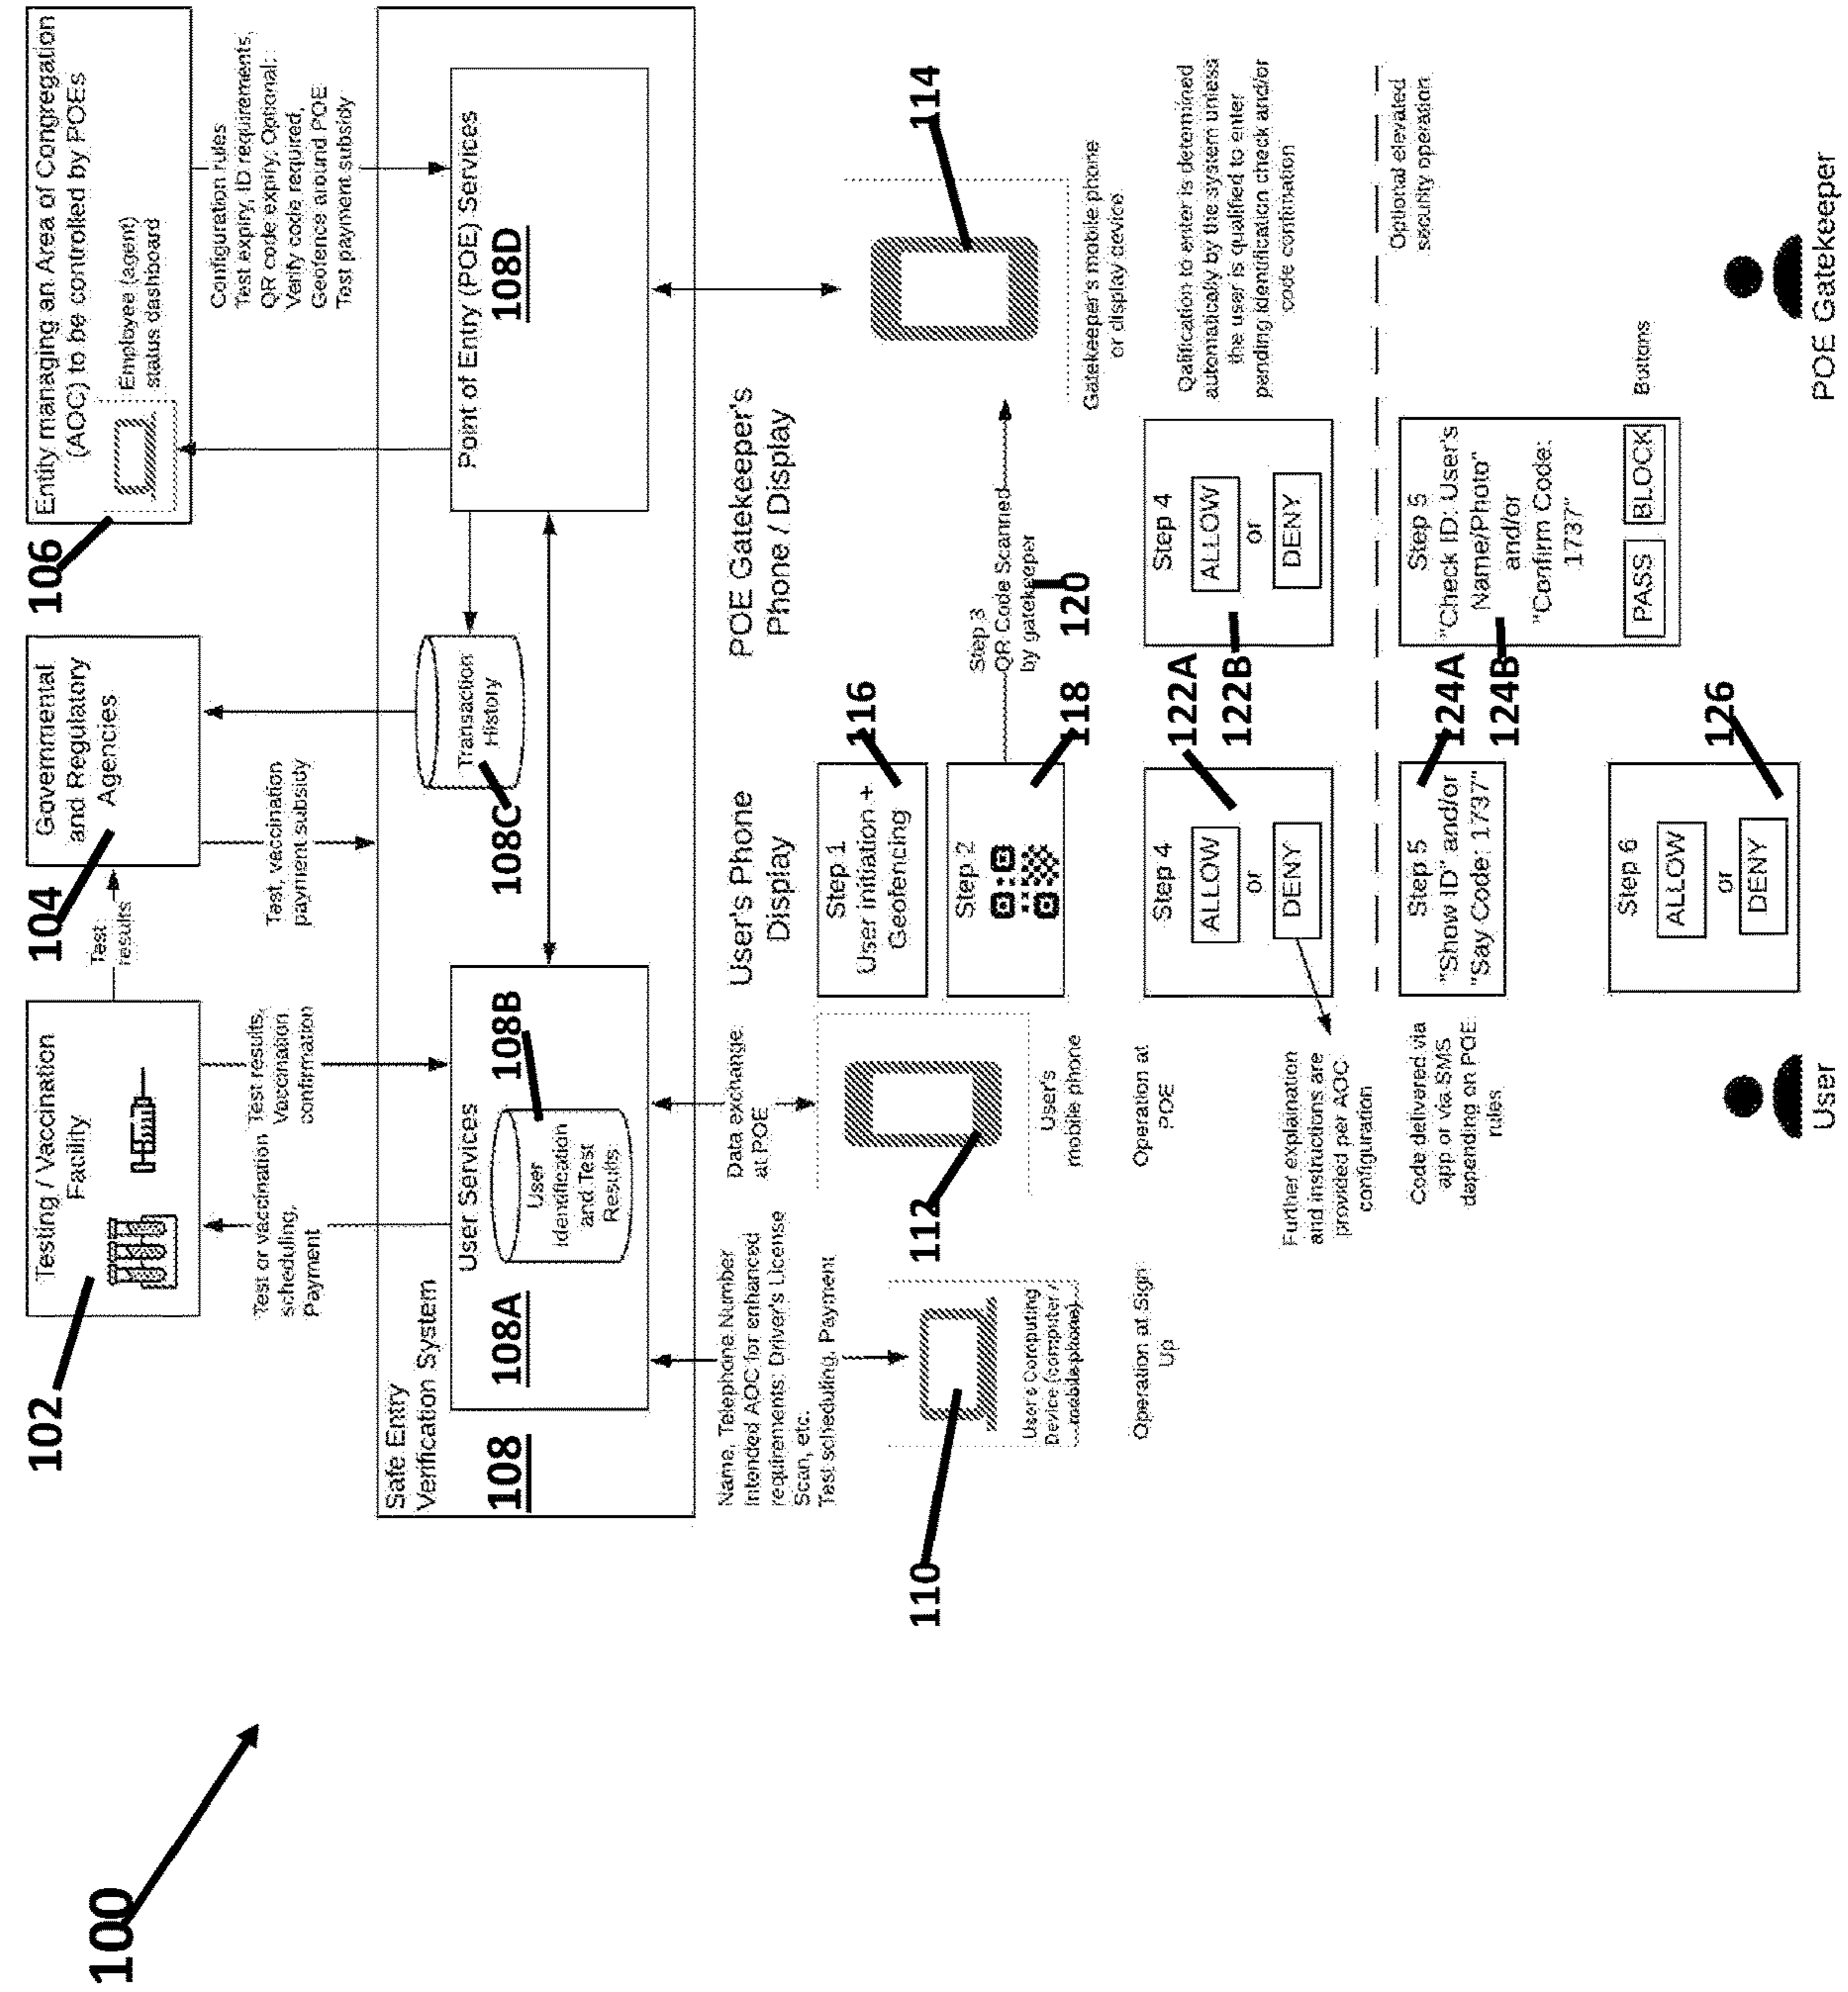 100
102
Testing / Vaccination
Facility
Test
results
104
Governmental
and Regulatory
Agencies
106
Entity managing an Area of Congregation
(AOC) to be controlled by POEs
Employee (agent)
status dashboard
Test or vaccination
scheduling,
Payment
Test results,
Vaccination
confirmation
Test, vaccination
payment subsidy
Configuration rules
Test expiry, ID requirements,
QR code expiry, Optional:
Verify code required,
Geofence around POE
Test payment subsidy
Safe Entry
Verification System
108
User Services
108A
108B
User
Identification
and Test
Results
108C
Transaction
History
Point of Entry (POE) Services
108D
Name, Telephone Number
Intended AOC for enhanced
requirements: Driver's License
Scan, etc.
Test scheduling, Payment
Data exchange
at POE
User's Phone
Display
POE Gatekeeper's
Phone / Display
110
User's Computing
Device (computer /
mobile phone)
112
User's
mobile phone
Step 1
User initiation +
Geofencing
116
Step 2
118
Step 3
QR Code Scanned
by gatekeeper
120
114
Gatekeeper's mobile phone
or display device
Operation at Sign
Up
Operation at
POE
Step 4
ALLOW
or
DENY
122A
122B
Step 4
ALLOW
or
DENY
Qalification to enter is determined
automatically by the system unless
the user is qualified to enter
pending identification check and/or
code confimation
Further explaination
and instructions are
provided per AOC
configuration
Optional elevated
security operation
Code delivered via
app or via SMS
depending on POE
rules
Step 5
"Show ID" and/or
"Say Code: 1737"
124A
124B
Step 5
"Check ID: User's
Name/Photo"
and/or
"Confirm Code:
1737"
PASS
BLOCK
Buttons
Step 6
ALLOW
or
DENY
126
User
POE Gatekeeper